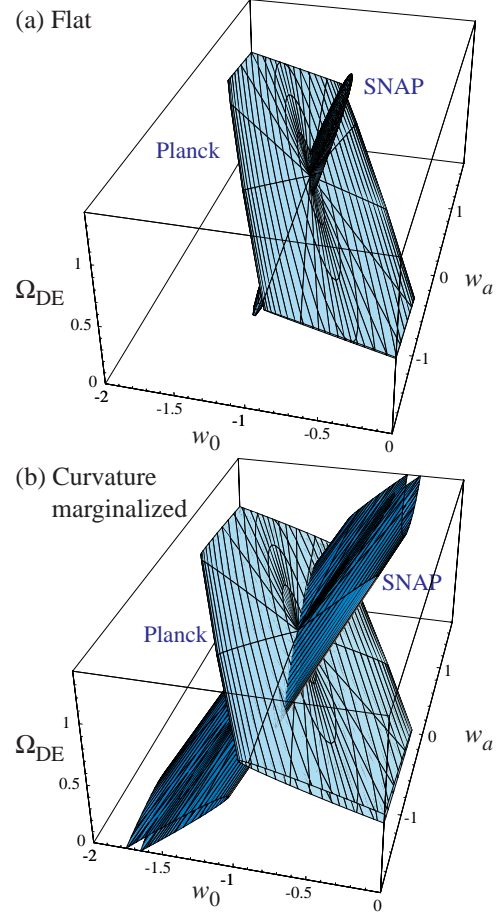 (a) Flat
SNAP
Planck
1
0
-1
w_a
1
0.5
0
Ω_DE
-2
-1.5
-1
-0.5
0
w_0
(b) Curvature
marginalized
SNAP
Planck
1
0
-1
w_a
1
0.5
0
Ω_DE
-2
-1.5
-1
-0.5
0
w_0